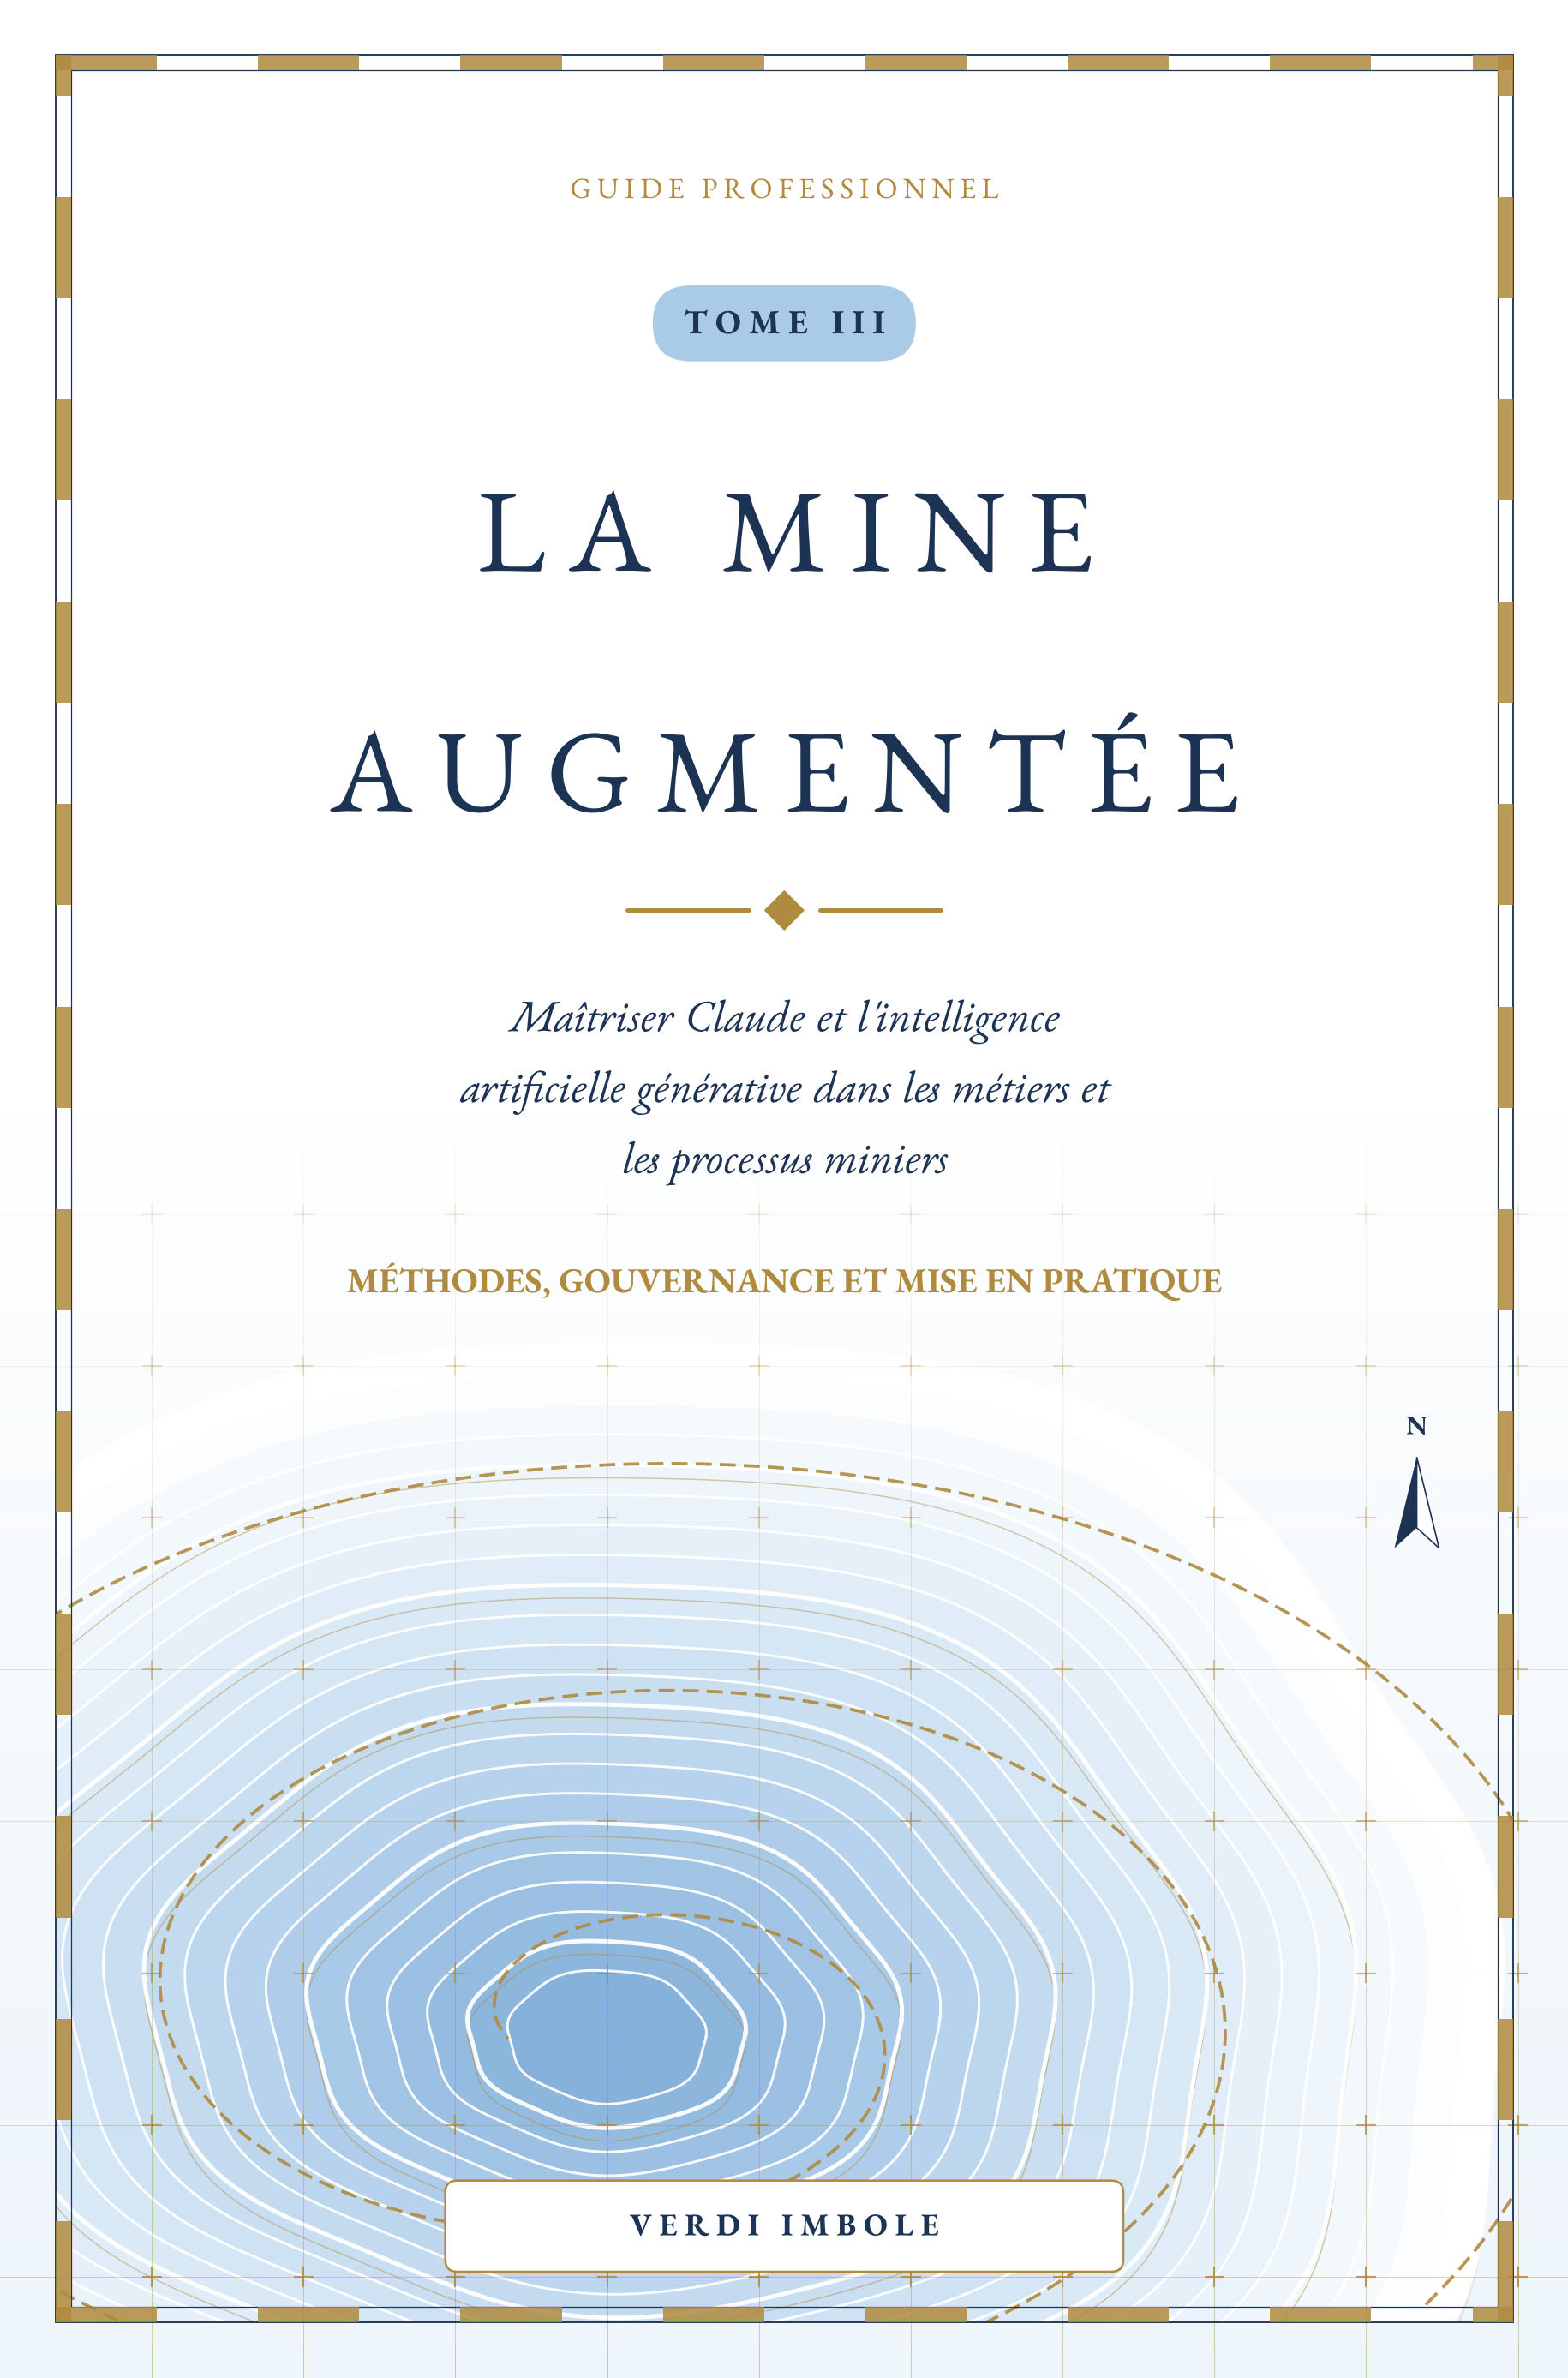 GUIDE PROFESSIONNEL
TOME III
LA MINE
AUGMENTÉE
Maîtriser Claude et l'intelligence
artificielle générative dans les métiers et
les processus miniers
MÉTHODES, GOUVERNANCE ET MISE EN PRATIQUE
N
VERDI IMBOLE